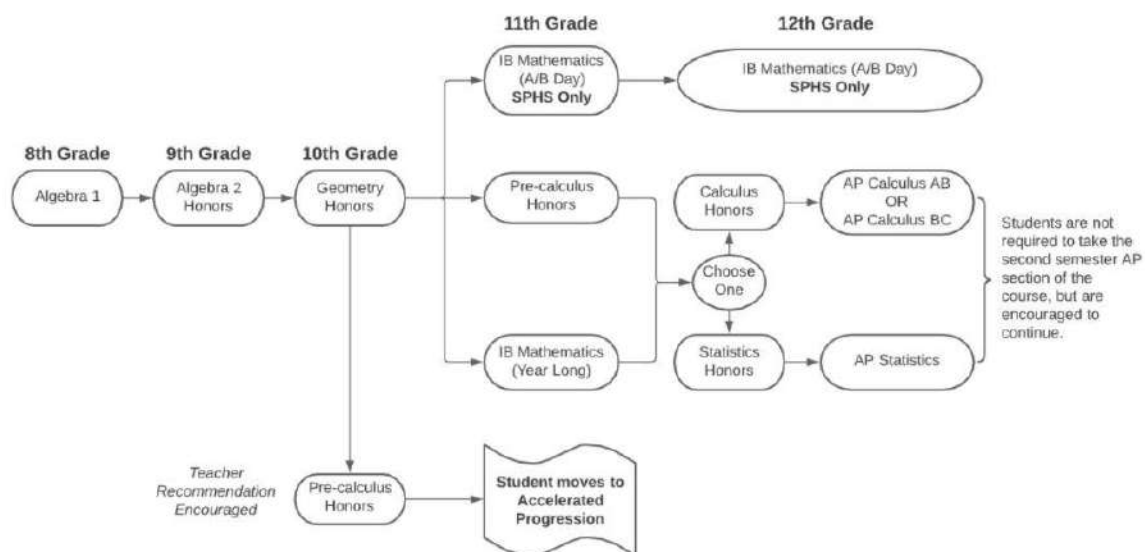 11th Grade
12th Grade
IB Mathematics
(A/B Day)
SPHS Only
IB Mathematics (A/B Day)
SPHS Only
8th Grade
9th Grade
10th Grade
Algebra 1
Algebra 2
Honors
Geometry
Honors
Pre-calculus
Honors
Calculus
Honors
AP Calculus AB
OR
AP Calculus BC
Choose
One
Students are not
required to take the
second semester AP
section of the
course, but are
encouraged to
continue.
IB Mathematics
(Year Long)
Statistics
Honors
AP Statistics
Teacher
Recommendation
Encouraged
Pre-calculus
Honors
Student moves to
Accelerated
Progression